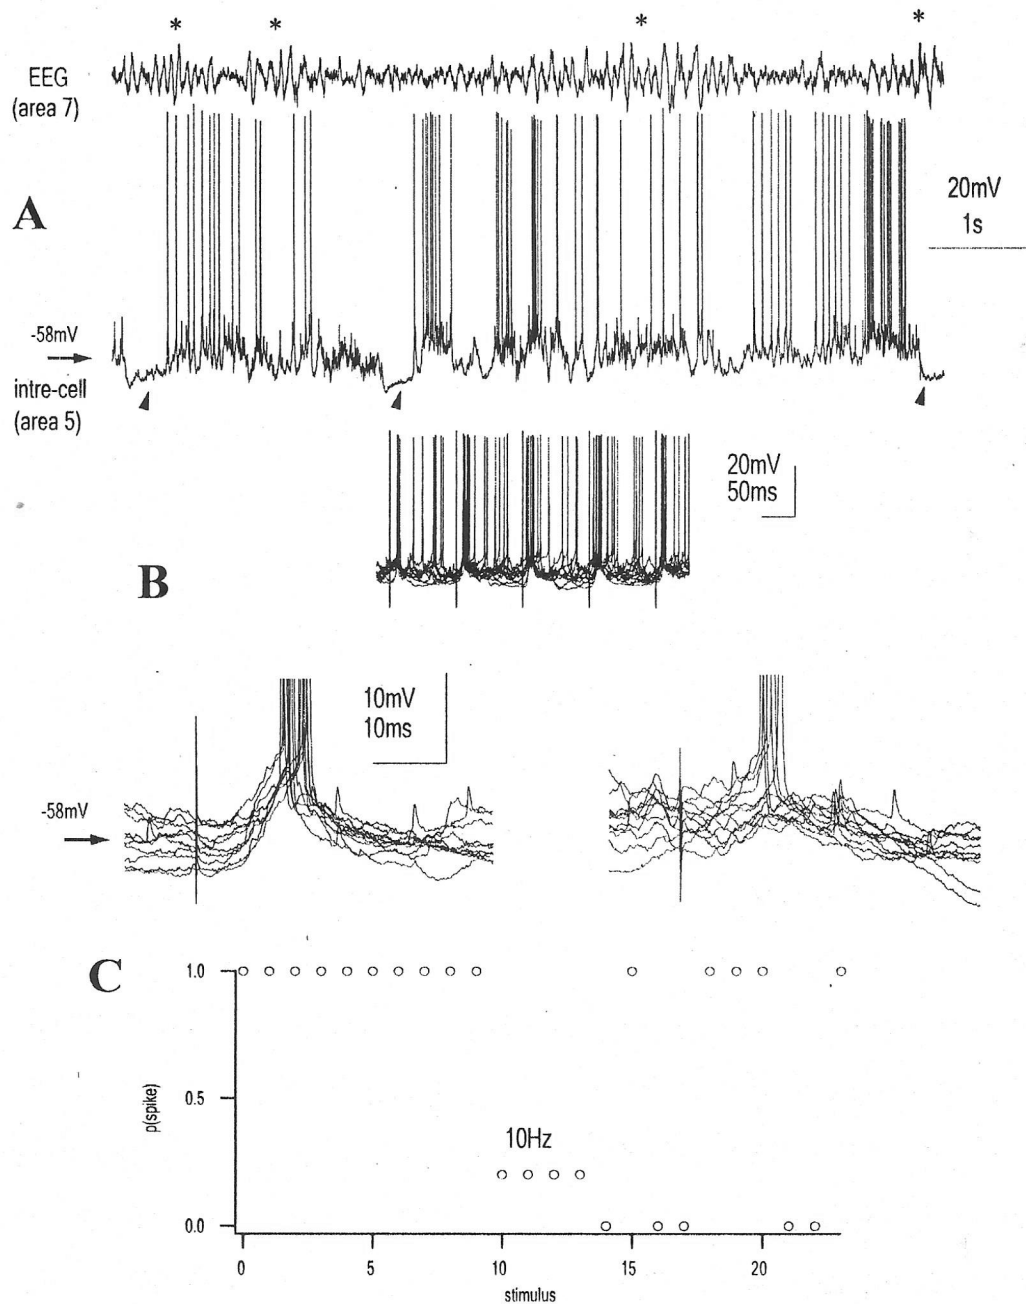 * * * *
EEG
(area 7)
A
20mV
1s
-58mV
intre-cell
(area 5)
20mV
50ms
B
10mV
10ms
-58mV
C
1.0
0.5
0.0
p(spike)
10Hz
0 5 10 15 20
stimulus